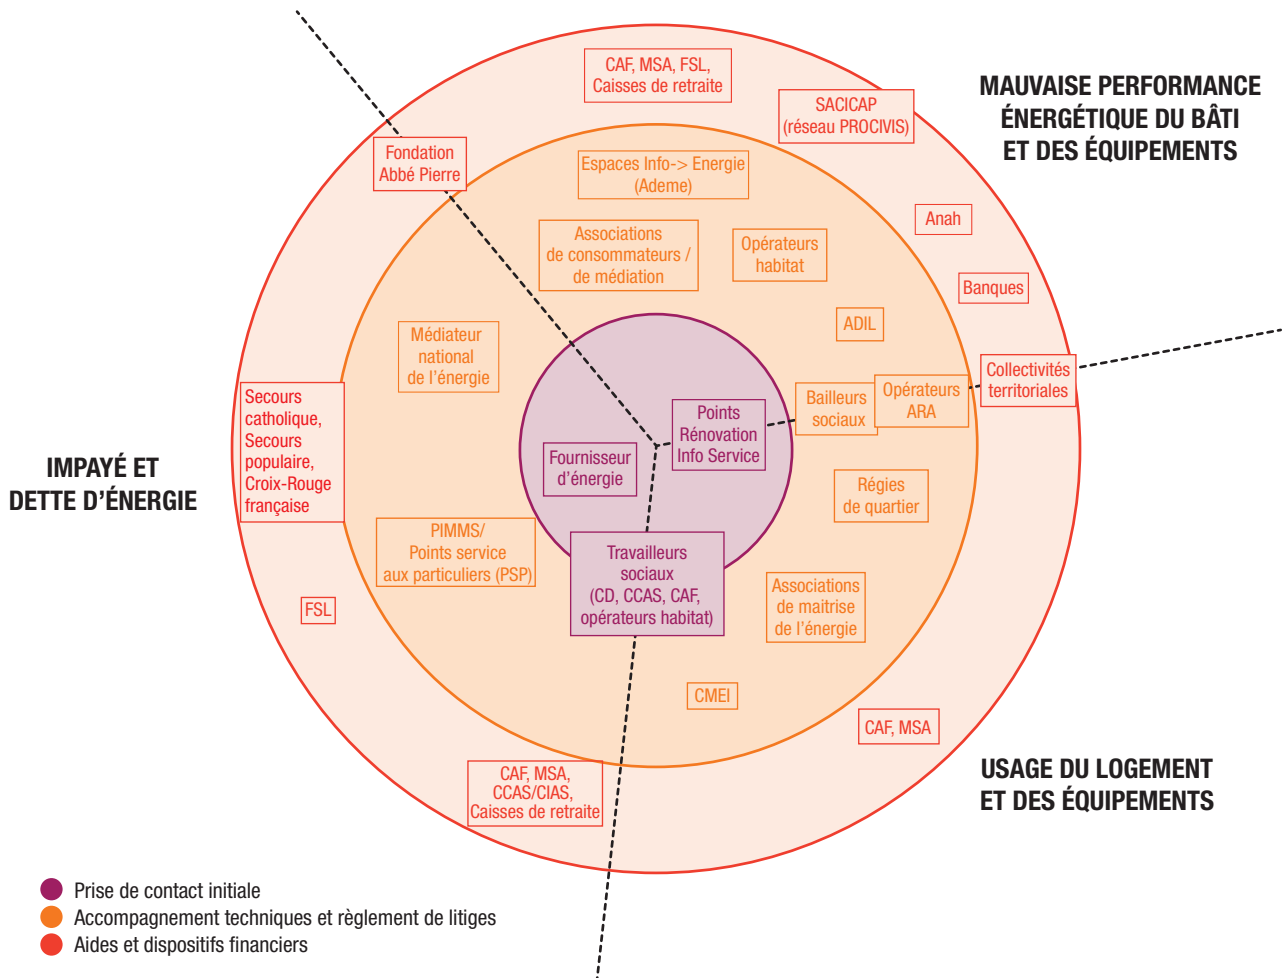 CAF, MSA, FSL,
Caisses de retraite
SACICAP
(réseau PROCIVIS)
MAUVAISE PERFORMANCE
ÉNERGÉTIQUE DU BÂTI
ET DES ÉQUIPEMENTS
Fondation
Abbé Pierre
Espaces Info-> Energie
(Ademe)
Anah
Associations
de consommateurs /
de médiation
Opérateurs
habitat
Banques
ADIL
Médiateur
national
de l'énergie
Collectivités
territoriales
Bailleurs
sociaux
Opérateurs
ARA
Secours
catholique,
Secours
populaire,
Croix-Rouge
française
Points
Rénovation
Info Service
IMPAYÉ ET
DETTE D'ÉNERGIE
Fournisseur
d'énergie
Régies
de quartier
PIMMS/
Points service
aux particuliers (PSP)
Travailleurs
sociaux
(CD, CCAS, CAF,
opérateurs habitat)
Associations
de maitrise
de l'énergie
FSL
CMEI
CAF, MSA
CAF, MSA,
CCAS/CIAS,
Caisses de retraite
USAGE DU LOGEMENT
ET DES ÉQUIPEMENTS
Prise de contact initiale
Accompagnement techniques et règlement de litiges
Aides et dispositifs financiers